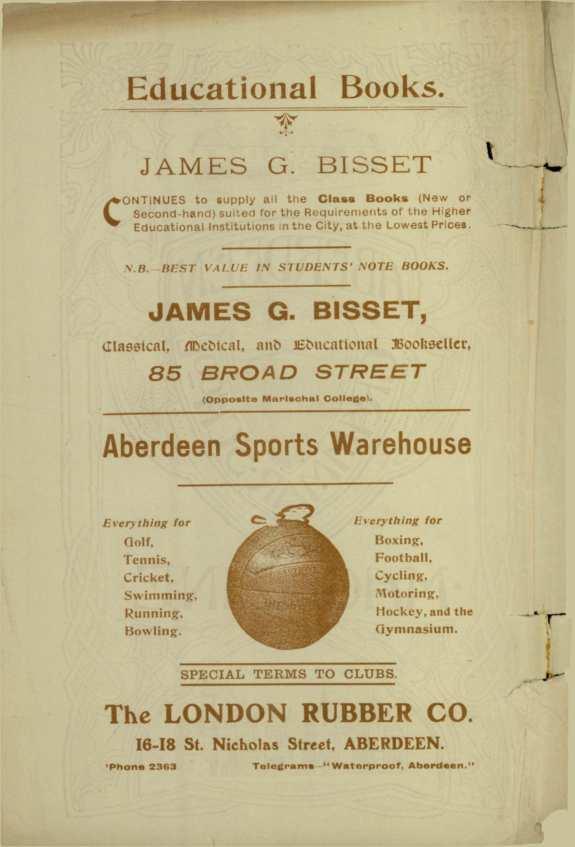 Educational Books.
JAMES G. BISSET
CONTINUES to supply all the Class Books (New or
Second-hand) suited for the Requirements of the Higher
Educational Institutions in the City, at the Lowest Prices.
N.B.—BEST VALUE IN STUDENTS' NOTE BOOKS.
JAMES G. BISSET,
Classical, Medical, and Educational Bookseller,
85 BROAD STREET
(Opposite Marischal College).
Aberdeen Sports Warehouse
Everything for
Golf,
Tennis,
Cricket,
Swimming,
Running,
Bowling.
Everything for
Boxing,
Football,
Cycling,
Motoring,
Hockey, and the
Gymnasium.
SPECIAL TERMS TO CLUBS.
The LONDON RUBBER CO.
16-18 St. Nicholas Street, ABERDEEN.
'Phone 2363 Telegrams—"Waterproof, Aberdeen."